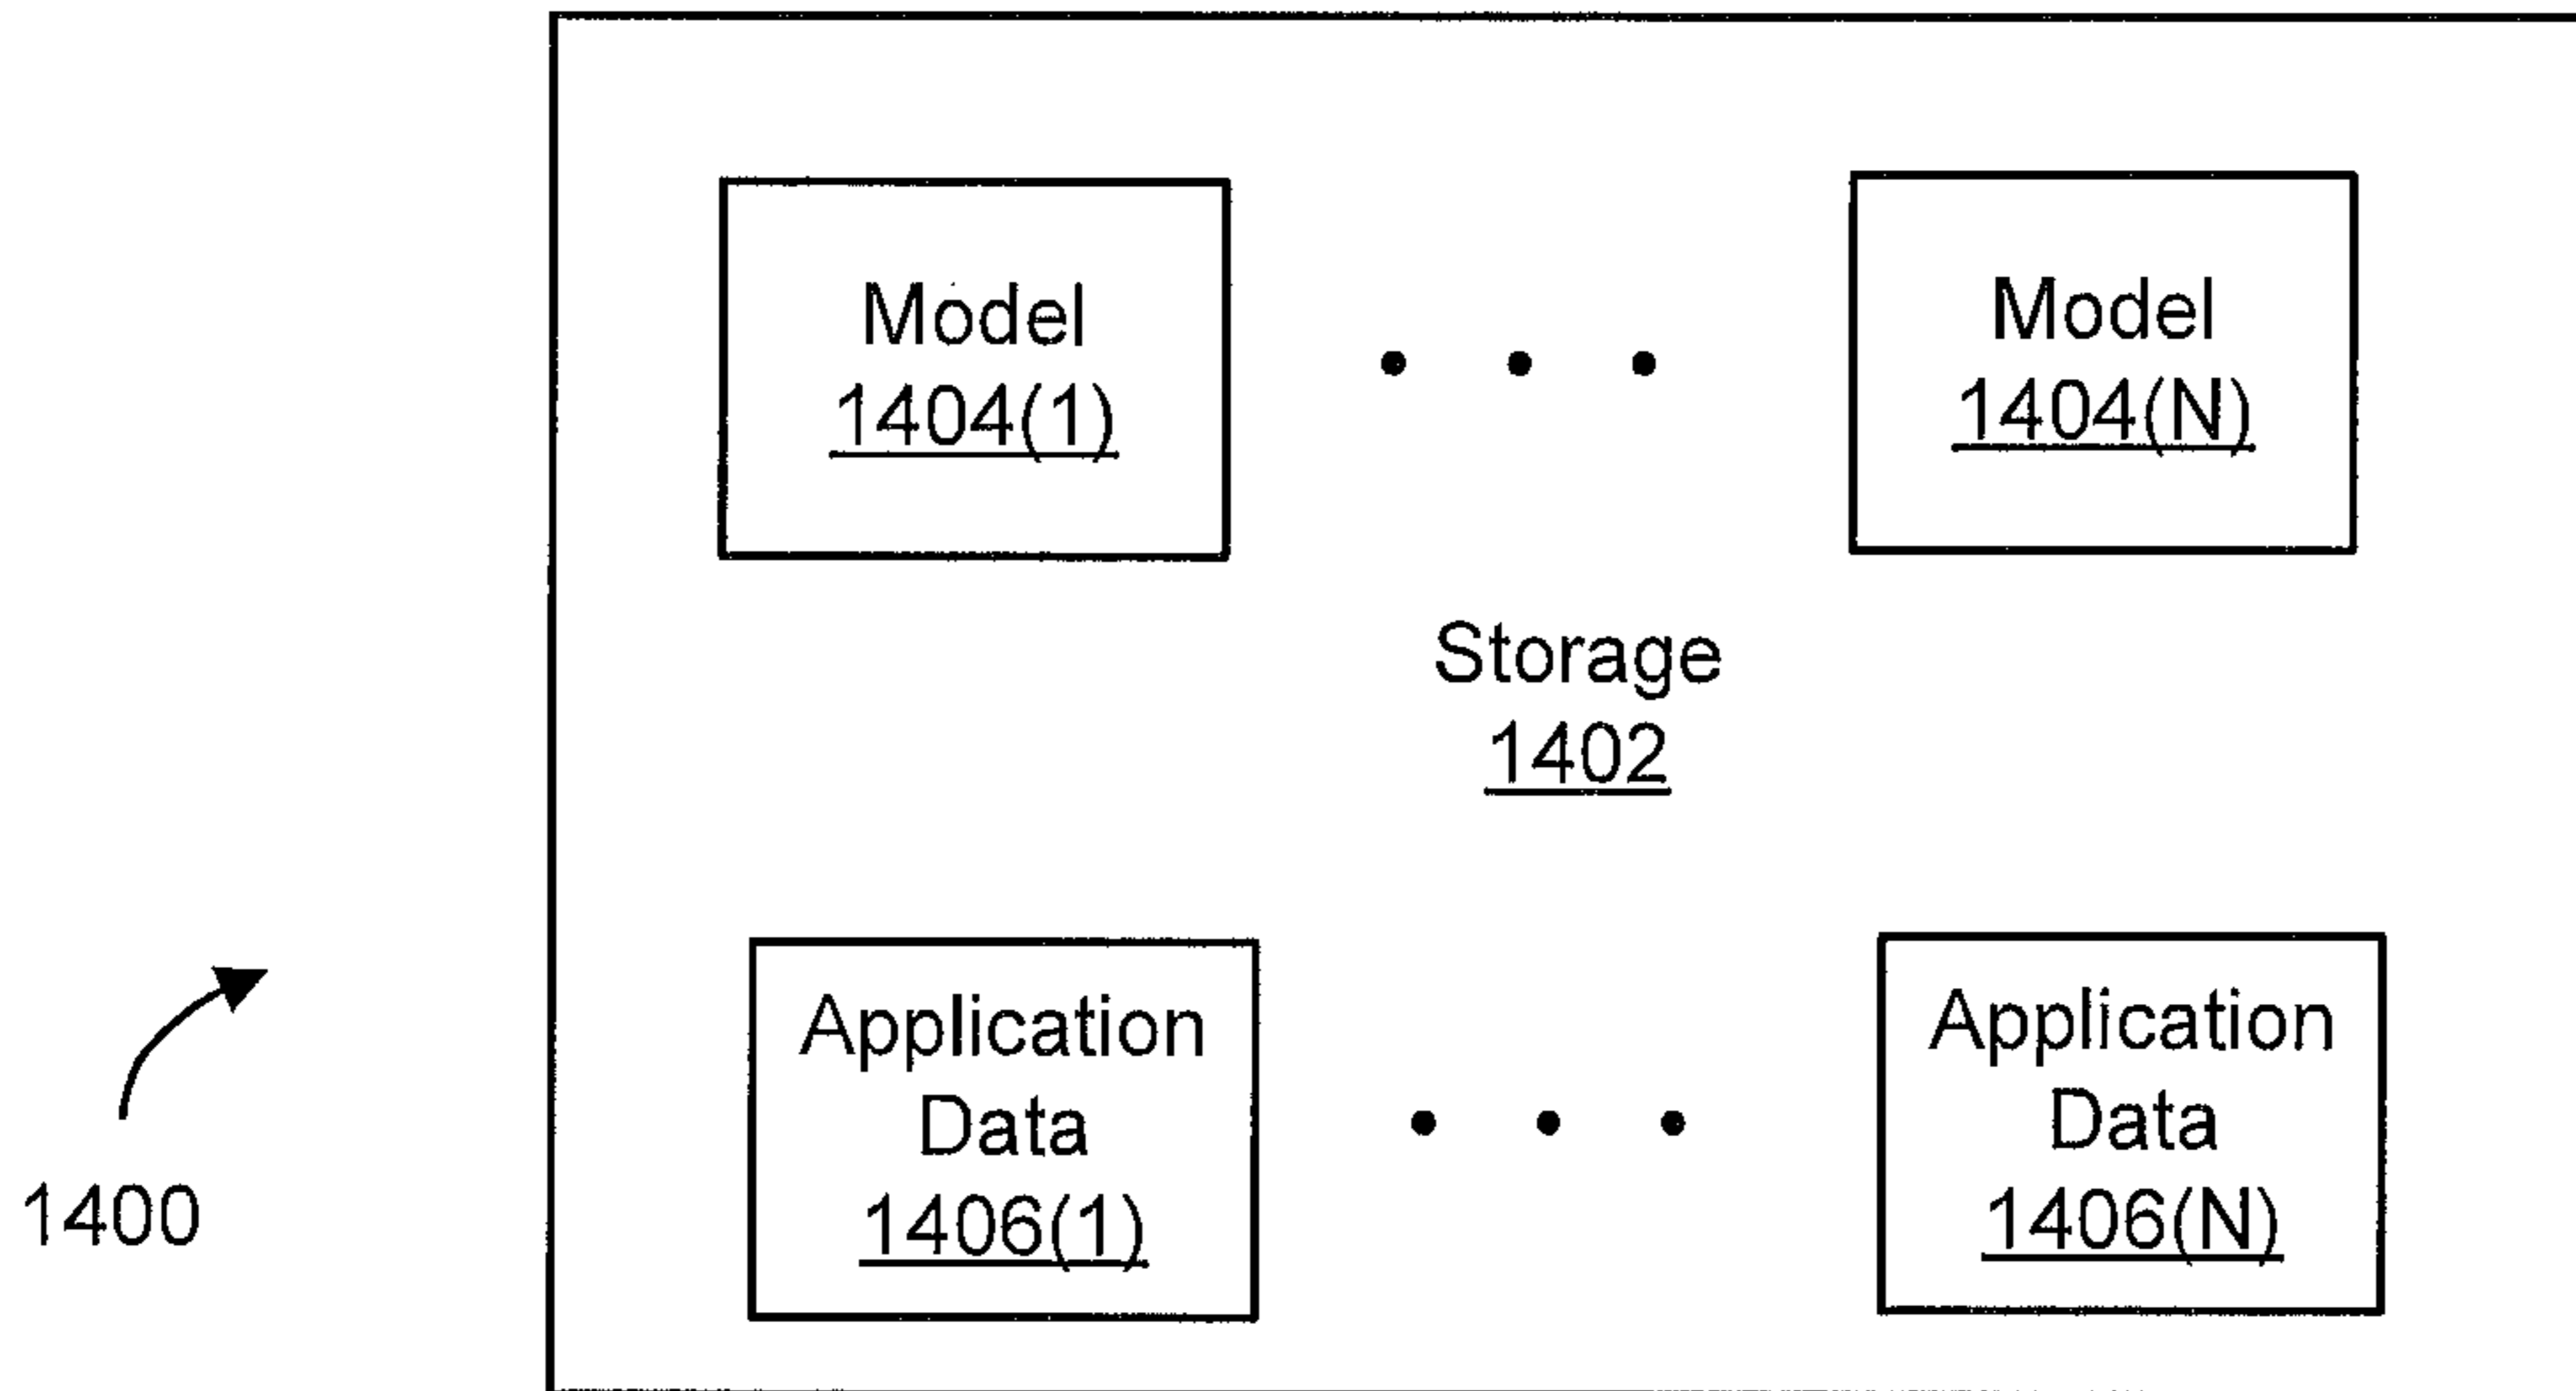 Model
1404(1)
Model
1404(N)
Storage
1402
Application
Data
1406(1)
Application
Data
1406(N)
1400